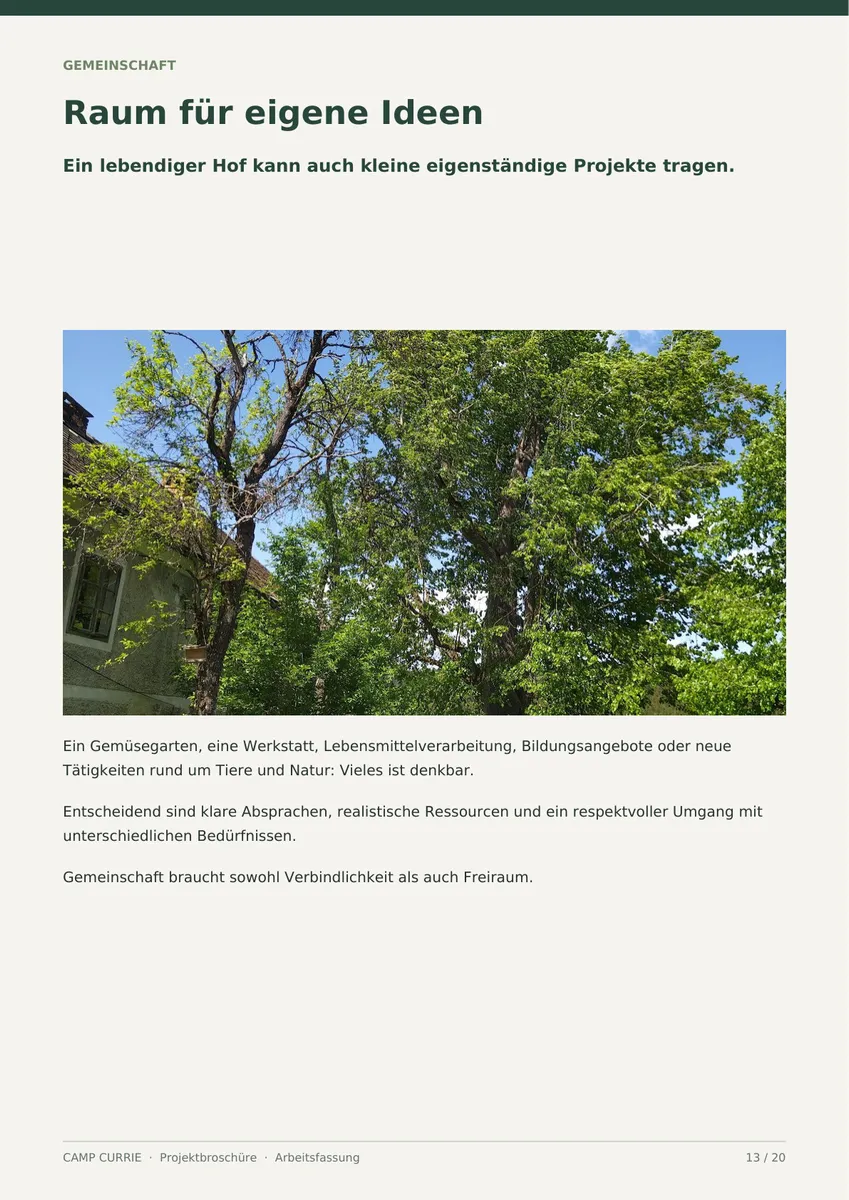 GEMEINSCHAFT
Raum für eigene Ideen
Ein lebendiger Hof kann auch kleine eigenständige Projekte tragen.
Ein Gemüsegarten, eine Werkstatt, Lebensmittelverarbeitung, Bildungsangebote oder neue
Tätigkeiten rund um Tiere und Natur: Vieles ist denkbar.
Entscheidend sind klare Absprachen, realistische Ressourcen und ein respektvoller Umgang mit
unterschiedlichen Bedürfnissen.
Gemeinschaft braucht sowohl Verbindlichkeit als auch Freiraum.
CAMP CURRIE · Projektbroschüre · Arbeitsfassung 13 / 20